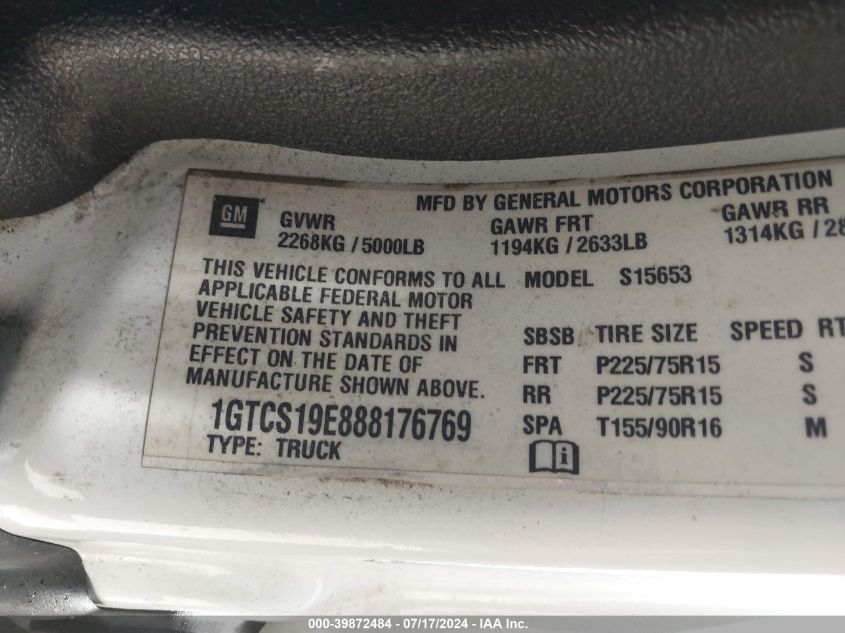 MFD BY GENERAL MOTORS CORPORATION
GM GVWR GAWR FRT GAWR RR
2268KG / 5000LB 1194KG / 2633LB 1314KG /
THIS VEHICLE CONFORMS TO ALL MODEL S15653
APPLICABLE FEDERAL MOTOR
VEHICLE SAFETY AND THEFT
PREVENTION STANDARDS IN SBSB TIRE SIZE SPEED RT
EFFECT ON THE DATE OF FRT P225/75R15 S
MANUFACTURE SHOWN ABOVE. RR P225/75R15 S
1GTCS19E888176769 SPA T155/90R16 M
TYPE: TRUCK
i
000-39872484 - 07/17/2024 - IAA Inc.